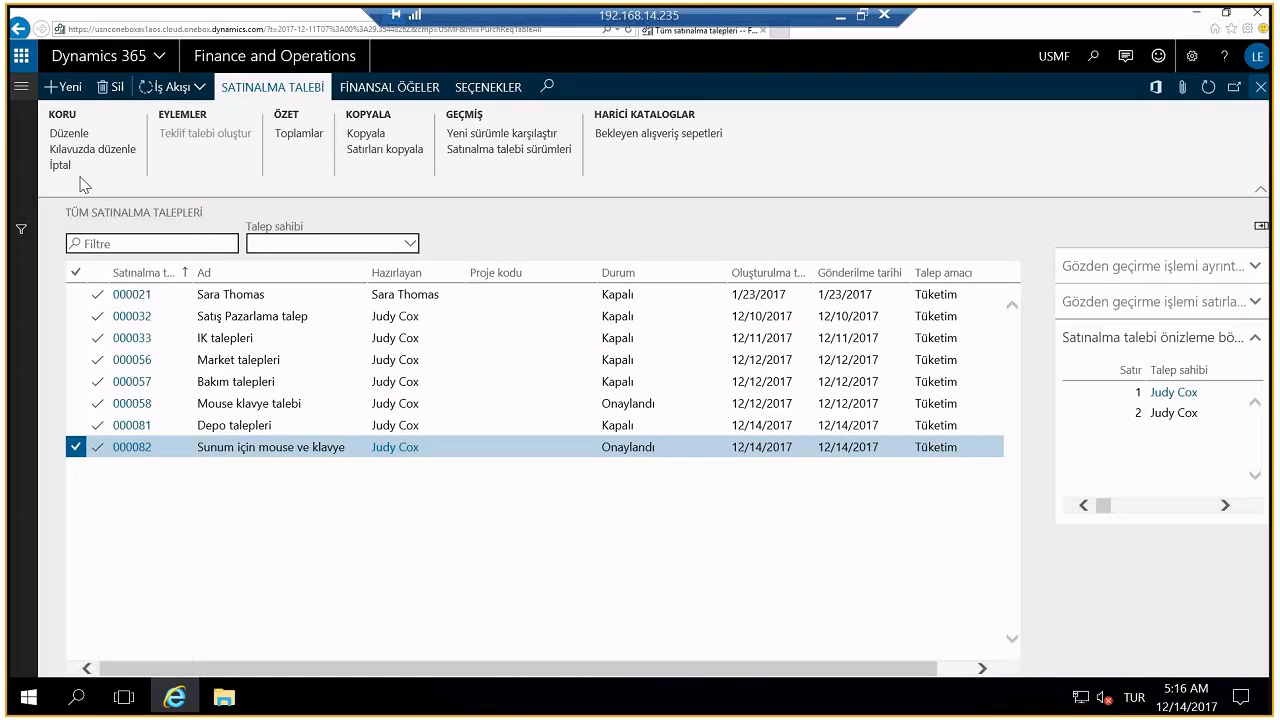 192.168.14.235
Tüm satınalma talepleri -- F...
Dynamics 365
Finance and Operations
USMF
?
LE
Yeni
Sil
İş Akışı
SATINALMA TALEBİ
FİNANSAL ÖĞELER
SEÇENEKLER
KORU
EYLEMLER
ÖZET
KOPYALA
GEÇMİŞ
HARİCİ KATALOGLAR
Düzenle
Teklif talebi oluştur
Toplamlar
Kopyala
Yeni sürümle karşılaştır
Bekleyen alışveriş sepetleri
Kılavuzda düzenle
Satırları kopyala
Satınalma talebi sürümleri
İptal
TÜM SATINALMA TALEPLERİ
Talep sahibi
Filtre
Satınalma t... Ad Hazırlayan Proje kodu Durum Oluşturulma t... Gönderilme tarihi Talep amacı
000021 Sara Thomas Sara Thomas Kapalı 1/23/2017 1/23/2017 Tüketim
000032 Satış Pazarlama talep Judy Cox Kapalı 12/10/2017 12/10/2017 Tüketim
000033 IK talepleri Judy Cox Kapalı 12/11/2017 12/11/2017 Tüketim
000056 Market talepleri Judy Cox Kapalı 12/12/2017 12/12/2017 Tüketim
000057 Bakım talepleri Judy Cox Kapalı 12/12/2017 12/12/2017 Tüketim
000058 Mouse klavye talebi Judy Cox Onaylandı 12/12/2017 12/12/2017 Tüketim
000081 Depo talepleri Judy Cox Kapalı 12/14/2017 12/14/2017 Tüketim
000082 Sunum için mouse ve klavye Judy Cox Onaylandı 12/14/2017 12/14/2017 Tüketim
Gözden geçirme işlemi ayrınt...
Gözden geçirme işlemi satırla...
Satınalma talebi önizleme bö...
Satır Talep sahibi
1 Judy Cox
2 Judy Cox
TUR
5:16 AM
12/14/2017